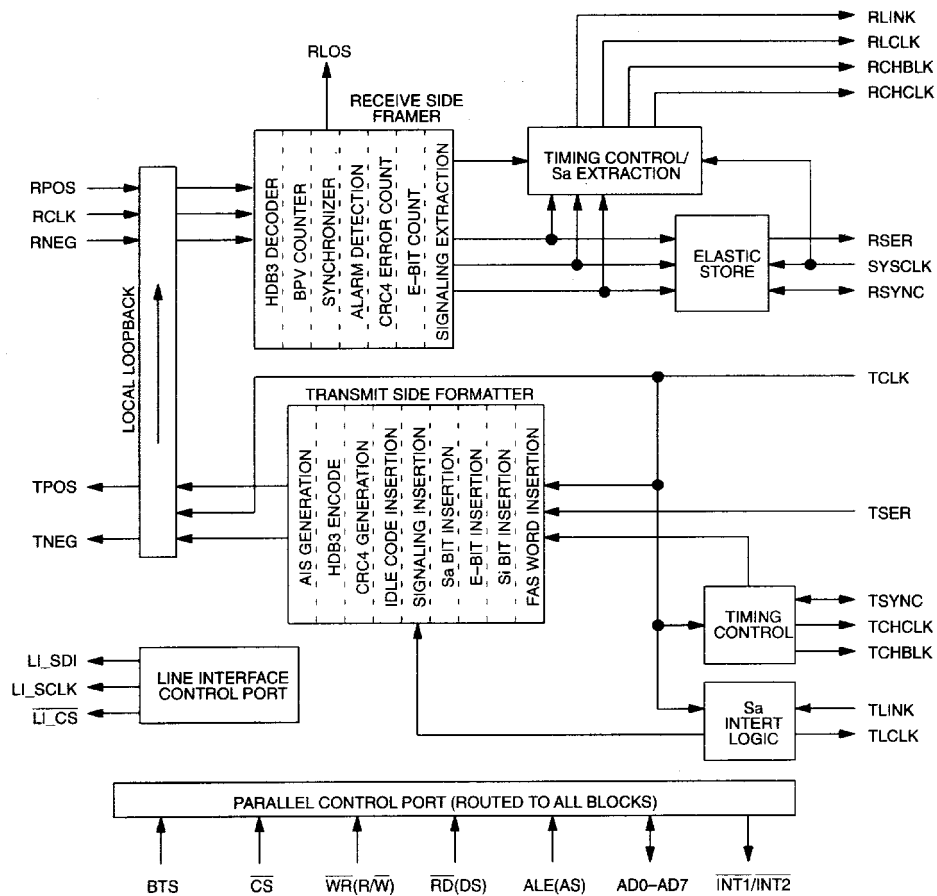 RLINK
RLCLK
RCHBLK
RCHCLK
RLOS
RECEIVE SIDE
FRAMER
HDB3 DECODER
BPV COUNTER
SYNCHRONIZER
ALARM DETECTION
CRC4 ERROR COUNT
E–BIT COUNT
SIGNALING EXTRACTION
TIMING CONTROL/
Sa EXTRACTION
RPOS
RCLK
RNEG
LOCAL LOOPBACK
ELASTIC
STORE
RSER
SYSCLK
RSYNC
TCLK
TRANSMIT SIDE FORMATTER
AIS GENERATION
HDB3 ENCODE
CRC4 GENERATION
IDLE CODE INSERTION
SIGNALING INSERTION
Sa BIT INSERTION
E–BIT INSERTION
Si BIT INSERTION
FAS WORD INSERTION
TPOS
TNEG
TSER
TIMING
CONTROL
TSYNC
TCHCLK
TCHBLK
LI_SDI
LI_SCLK
LI_CS
LINE INTERFACE
CONTROL PORT
Sa
INTERT
LOGIC
TLINK
TLCLK
PARALLEL CONTROL PORT (ROUTED TO ALL BLOCKS)
BTS
CS
WR(R/W)
RD(DS)
ALE(AS)
AD0–AD7
INT1/INT2